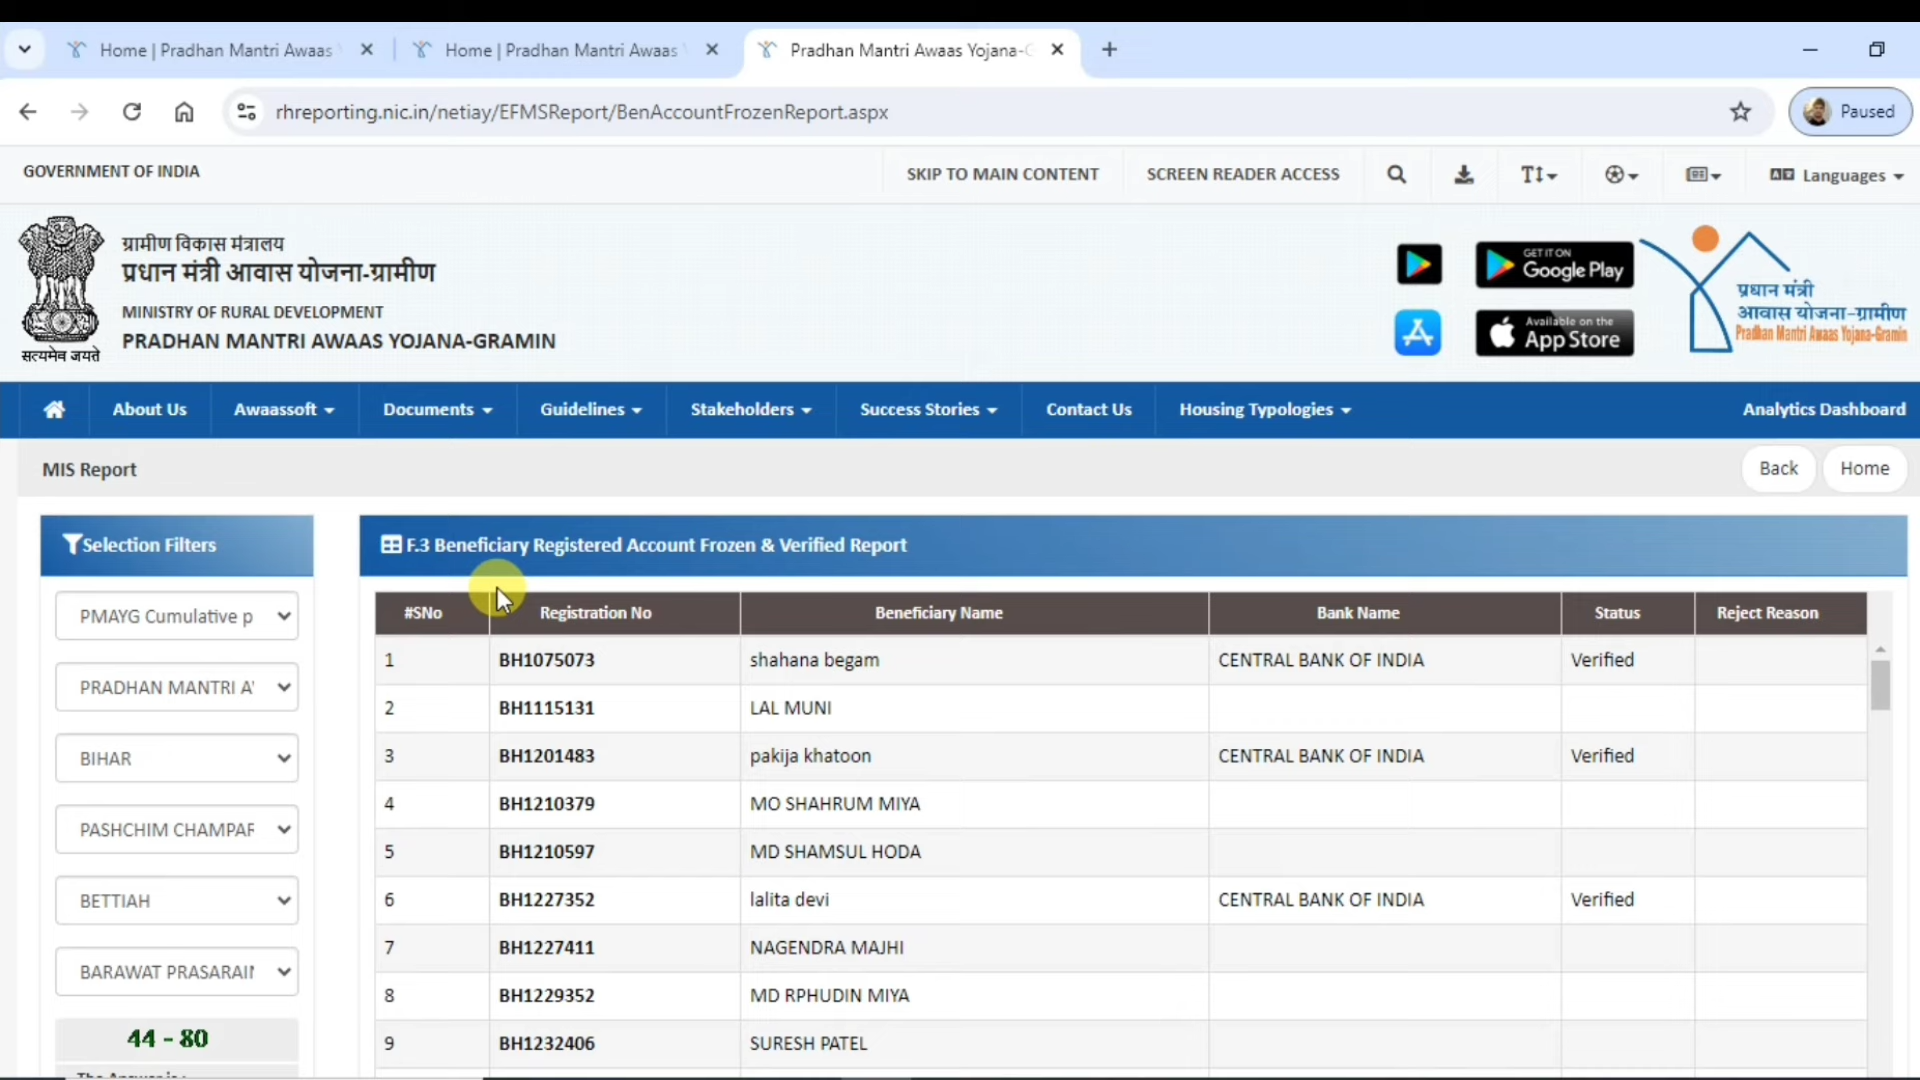 Home | Pradhan Mantri Awaas
Home | Pradhan Mantri Awaas
Pradhan Mantri Awaas Yojana-G
rhreporting.nic.in/netiay/EFMSReport/BenAccountFrozenReport.aspx
Paused
GOVERNMENT OF INDIA
SKIP TO MAIN CONTENT
SCREEN READER ACCESS
Languages
ग्रामीण विकास मंत्रालय
प्रधान मंत्री आवास योजना-ग्रामीण
MINISTRY OF RURAL DEVELOPMENT
PRADHAN MANTRI AWAAS YOJANA-GRAMIN
सत्यमेव जयते
GET IT ON
Google Play
Available on the
App Store
प्रधान मंत्री
आवास योजना-ग्रामीण
Pradhan Mantri Awaas Yojana-Gramin
About Us Awaassoft Documents Guidelines Stakeholders Success Stories Contact Us Housing Typologies Analytics Dashboard
MIS Report
Back Home
Selection Filters
PMAYG Cumulative p
PRADHAN MANTRI A
BIHAR
PASHCHIM CHAMPAR
BETTIAH
BARAWAT PRASARAIN
44 - 80
The Answer is :
F.3 Beneficiary Registered Account Frozen & Verified Report
#SNo Registration No Beneficiary Name Bank Name Status Reject Reason
1 BH1075073 shahana begam CENTRAL BANK OF INDIA Verified
2 BH1115131 LAL MUNI
3 BH1201483 pakija khatoon CENTRAL BANK OF INDIA Verified
4 BH1210379 MO SHAHRUM MIYA
5 BH1210597 MD SHAMSUL HODA
6 BH1227352 lalita devi CENTRAL BANK OF INDIA Verified
7 BH1227411 NAGENDRA MAJHI
8 BH1229352 MD RPHUDIN MIYA
9 BH1232406 SURESH PATEL